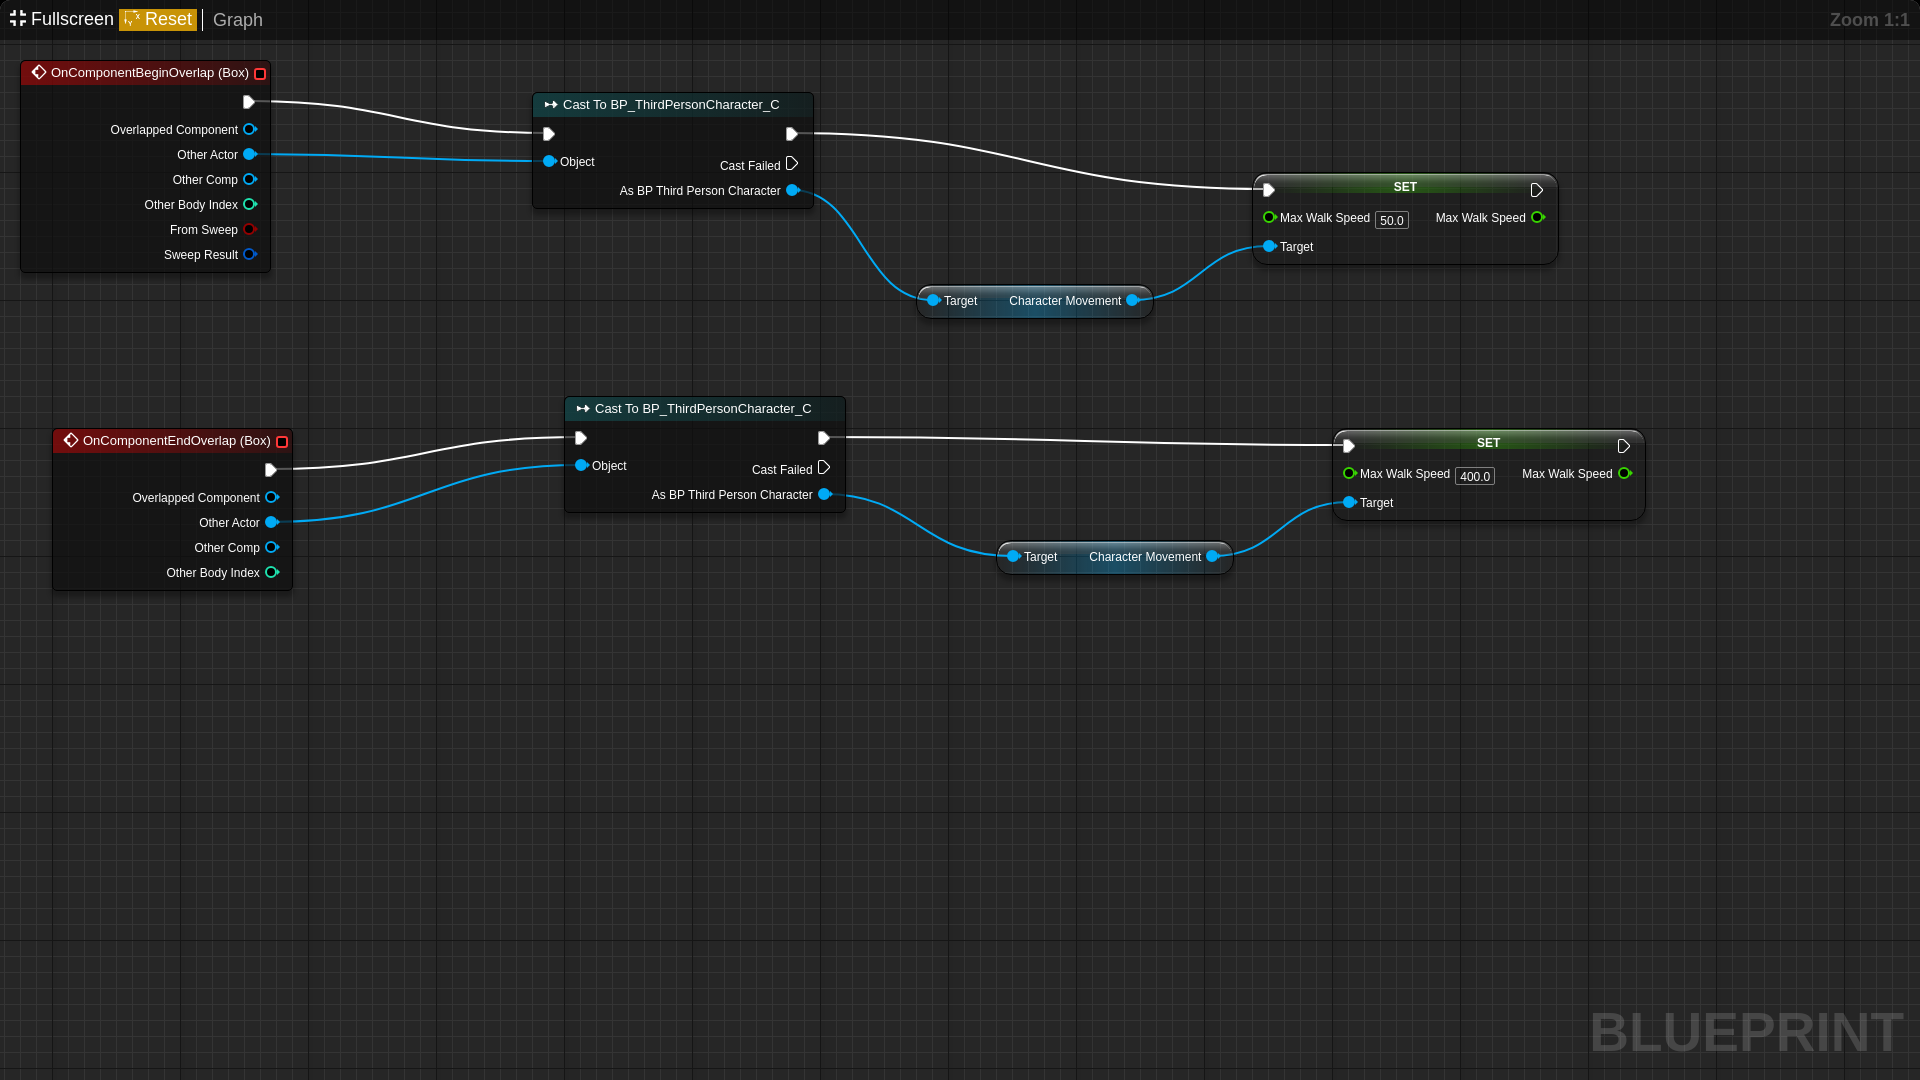 Fullscreen Reset Graph Zoom 1:1
OnComponentBeginOverlap (Box)
Overlapped Component
Other Actor
Other Comp
Other Body Index
From Sweep
Sweep Result
Cast To BP_ThirdPersonCharacter_C
Object
Cast Failed
As BP Third Person Character
Target Character Movement
SET
Max Walk Speed 50.0 Max Walk Speed
Target
OnComponentEndOverlap (Box)
Overlapped Component
Other Actor
Other Comp
Other Body Index
Cast To BP_ThirdPersonCharacter_C
Object
Cast Failed
As BP Third Person Character
Target Character Movement
SET
Max Walk Speed 400.0 Max Walk Speed
Target
BLUEPRINT